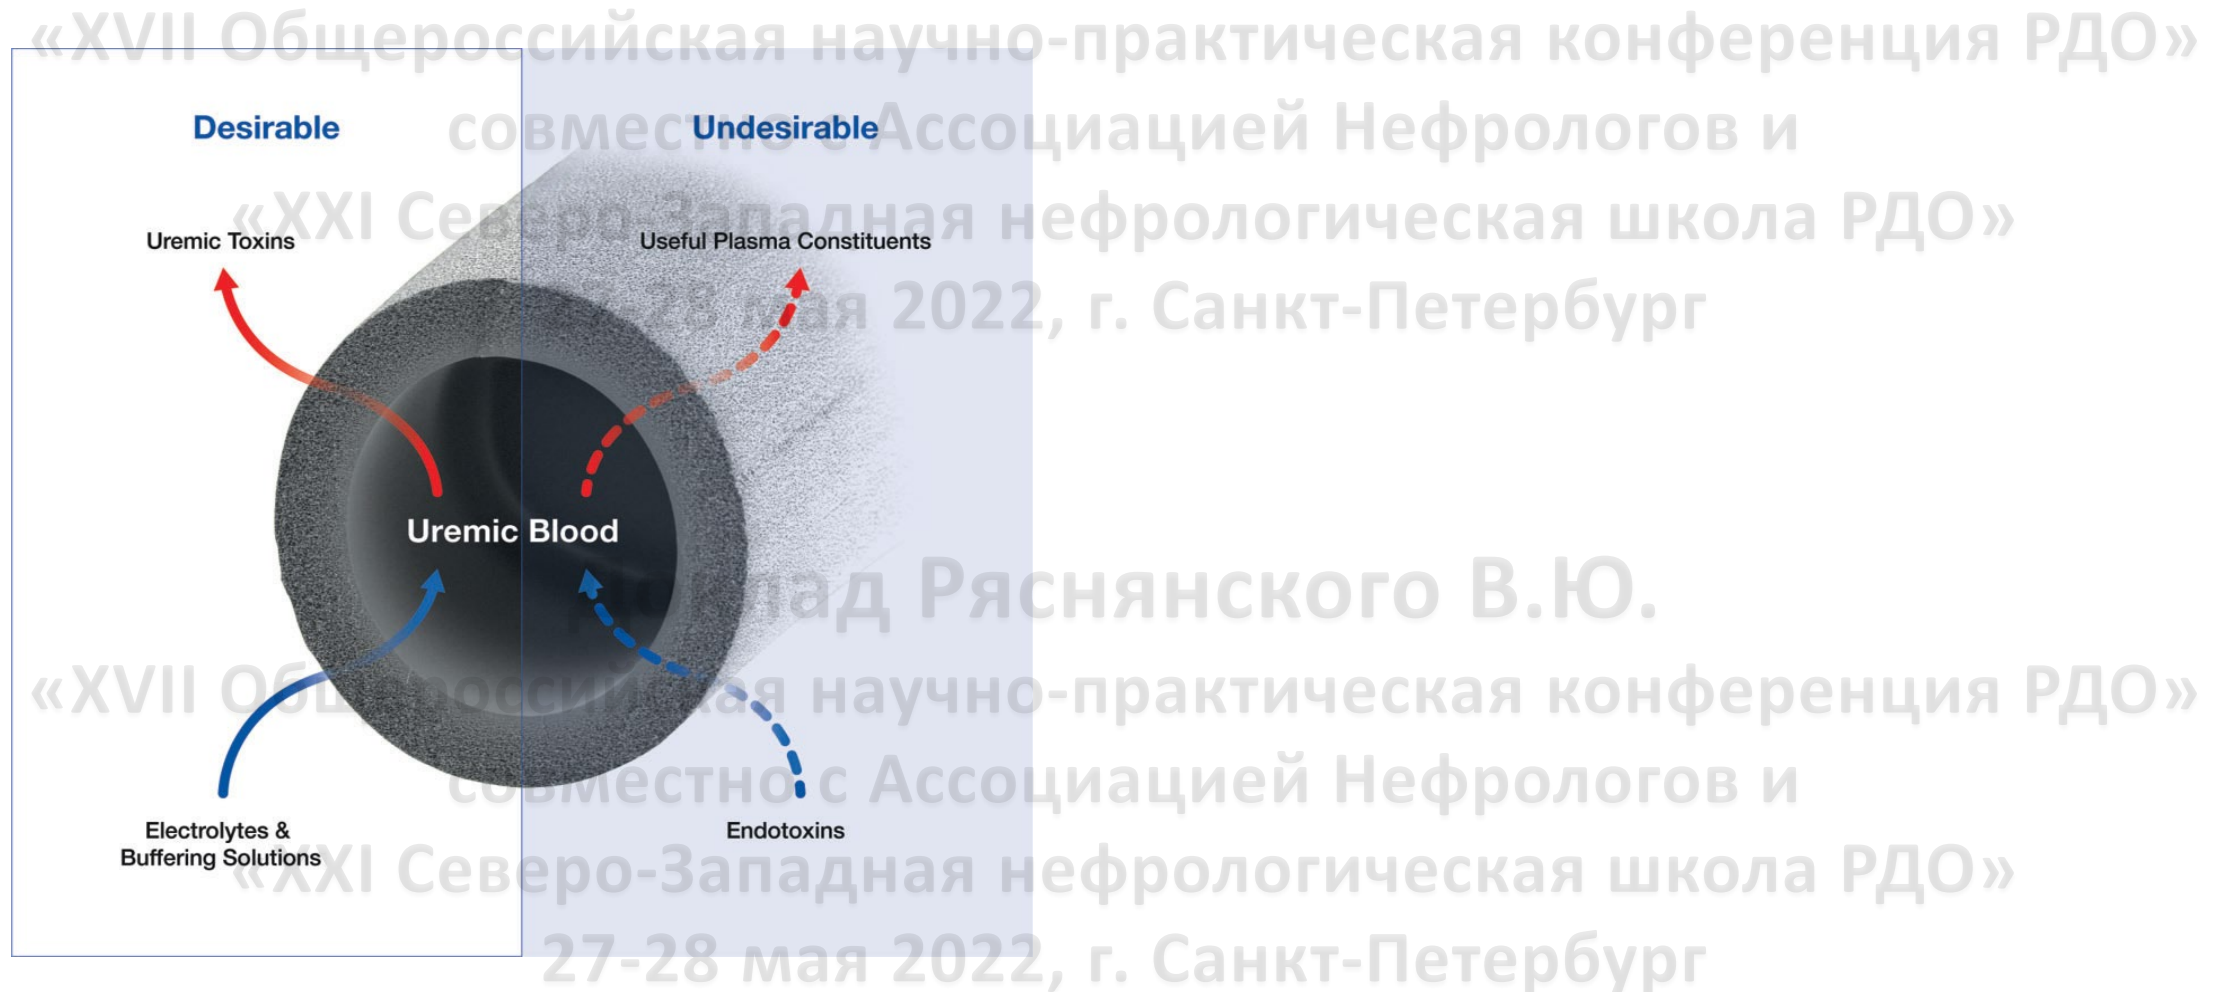 «XVII Общероссийская научно-практическая конференция РДО»
совместно с Ассоциацией Нефрологов и
«XXI Северо-Западная нефрологическая школа РДО»
27-28 мая 2022, г. Санкт-Петербург
Desirable
Undesirable
Uremic Toxins
Useful Plasma Constituents
Uremic Blood
Electrolytes &
Buffering Solutions
Endotoxins
Доклад Ряснянского В.Ю.
«XVII Общероссийская научно-практическая конференция РДО»
совместно с Ассоциацией Нефрологов и
«XXI Северо-Западная нефрологическая школа РДО»
27-28 мая 2022, г. Санкт-Петербург